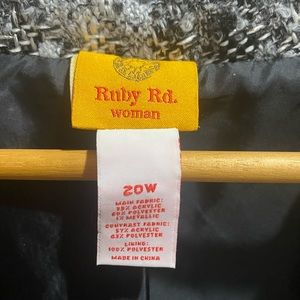 Ruby Rd.
woman
20W
MAIN FABRIC:
ACRYLIC
POLYESTER
METALLIC
CONTRAST FABRIC:
ACRYLIC
63% POLYESTER
LINING:
100% POLYESTER
MADE IN CHINA